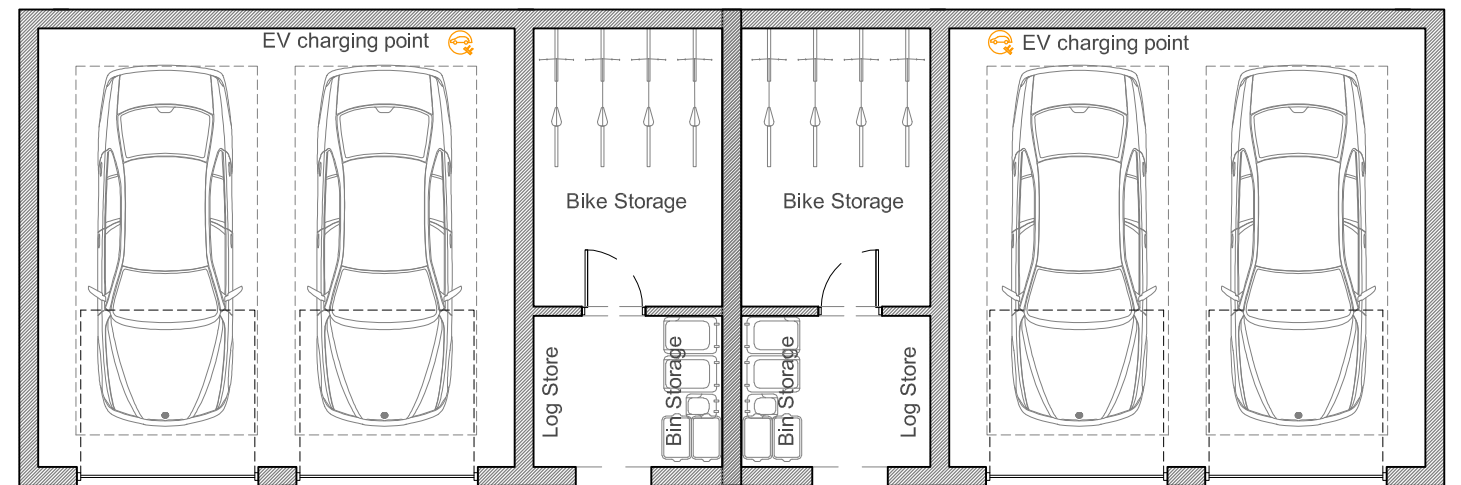 EV charging point
EV charging point
Bike Storage
Bike Storage
Log Store
Bin Storage
Bin Storage
Log Store